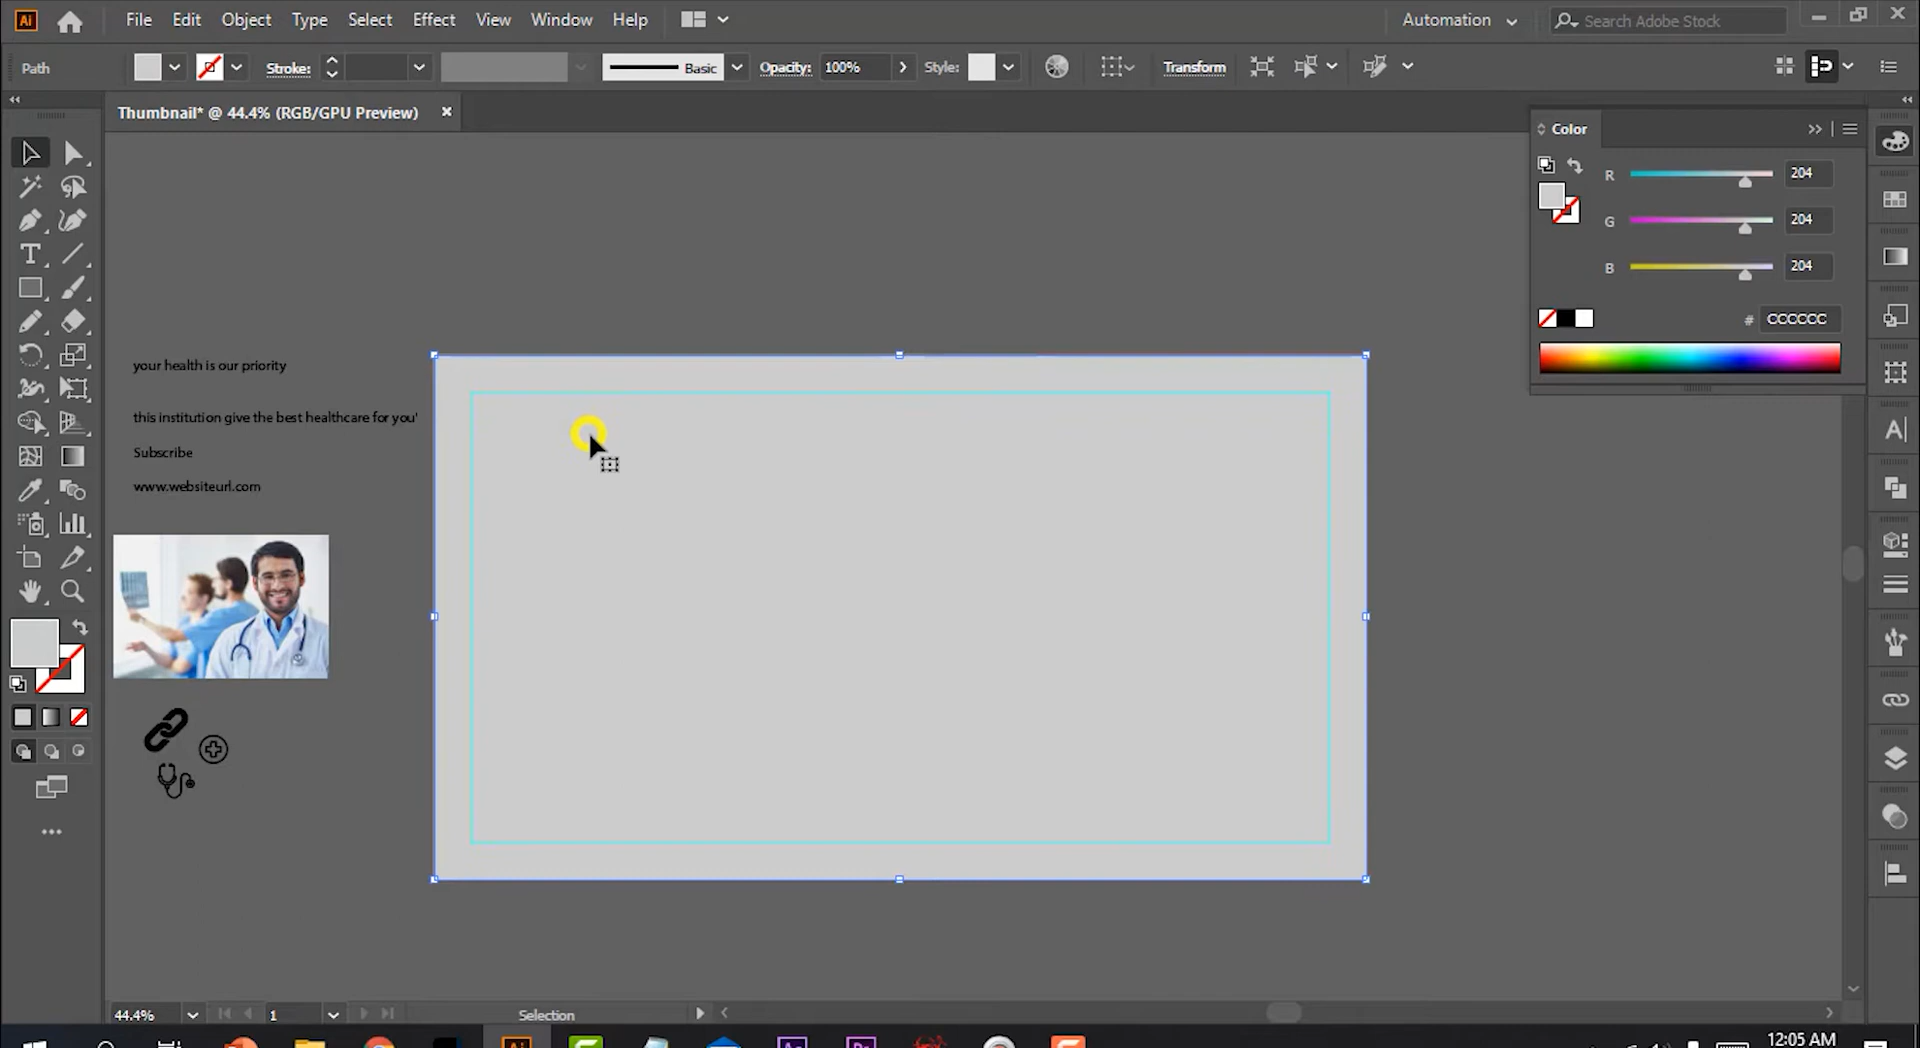 Ai File Edit Object Type Select Effect View Window Help Automation Search Adobe Stock
Path Stroke: Basic Opacity: 100% Style: Transform
Thumbnail* @ 44.4% (RGB/GPU Preview) ×
Color
R 204
G 204
B 204
# CCCCCC
your health is our priority
this institution give the best healthcare for you'
Subscribe
www.websiteurl.com
44.4% 1 Selection
12:05 AM